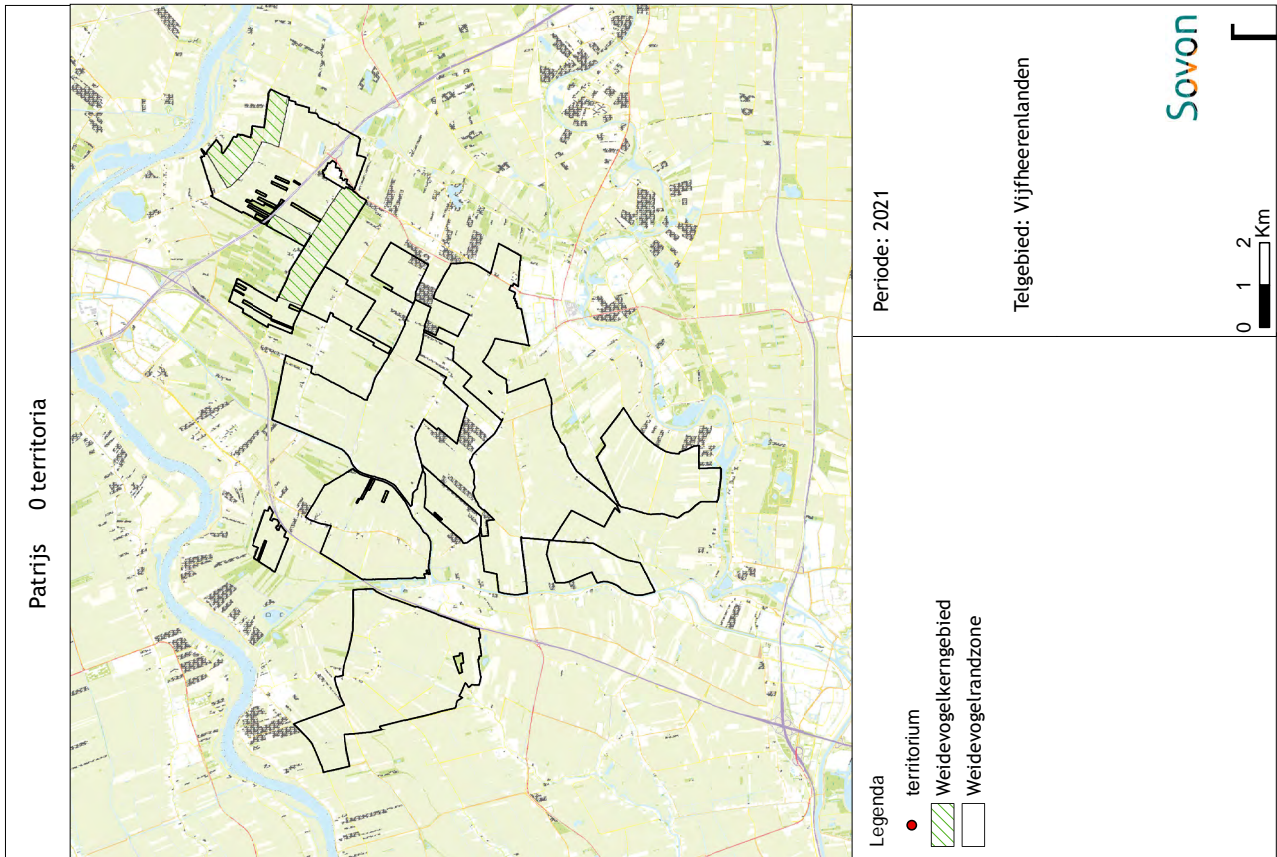 Patrijs 0 territoria
Legenda
territorium
Weidevogelkerngebied
Weidevogelrandzone
Periode: 2021
Telgebied: Vijfheerenlanden
0 1 2
Km
Sovon